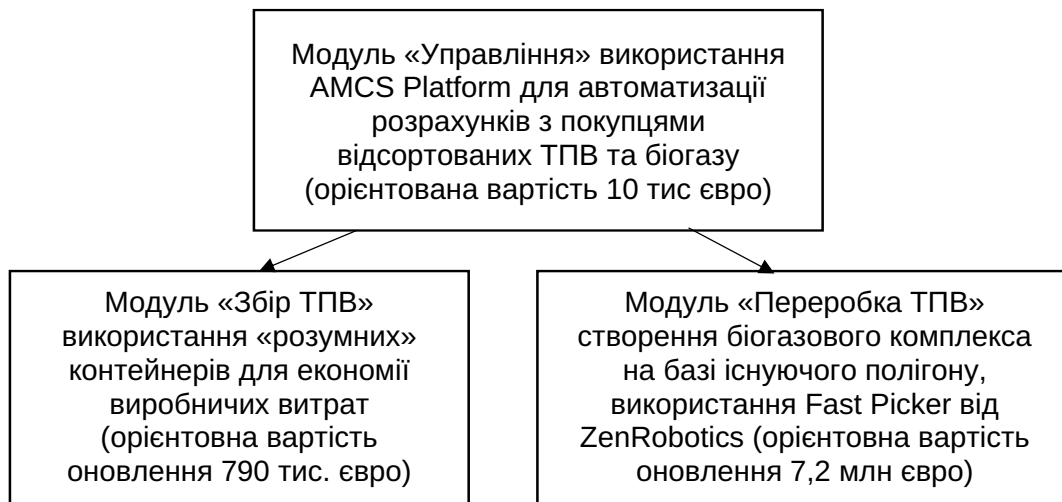 Модуль «Управління» використання
AMCS Platform для автоматизації
розрахунків з покупцями
відсортованих ТПВ та біогазу
(орієнтована вартість 10 тис євро)
Модуль «Збір ТПВ»
використання «розумних»
контейнерів для економії
виробничих витрат
(орієнтовна вартість
оновлення 790 тис. євро)
Модуль «Переробка ТПВ»
створення біогазового комплекса
на базі існуючого полігону,
використання Fast Picker від
ZenRobotics (орієнтовна вартість
оновлення 7,2 млн євро)